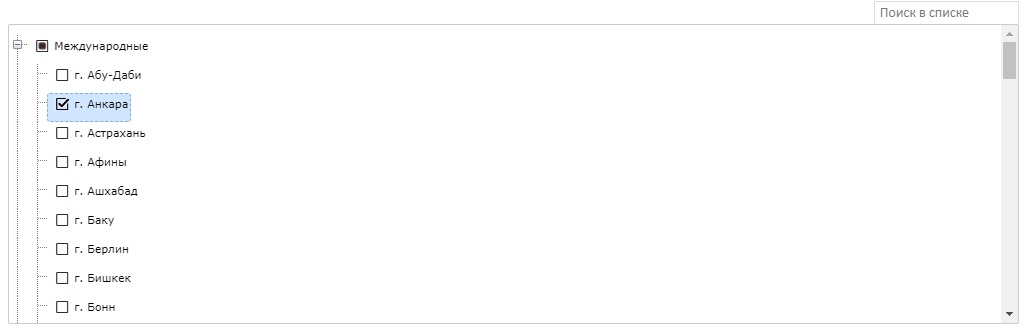 Поиск в списке
Международные
г. Абу-Даби
г. Анкара
г. Астрахань
г. Афины
г. Ашхабад
г. Баку
г. Берлин
г. Бишкек
г. Бонн